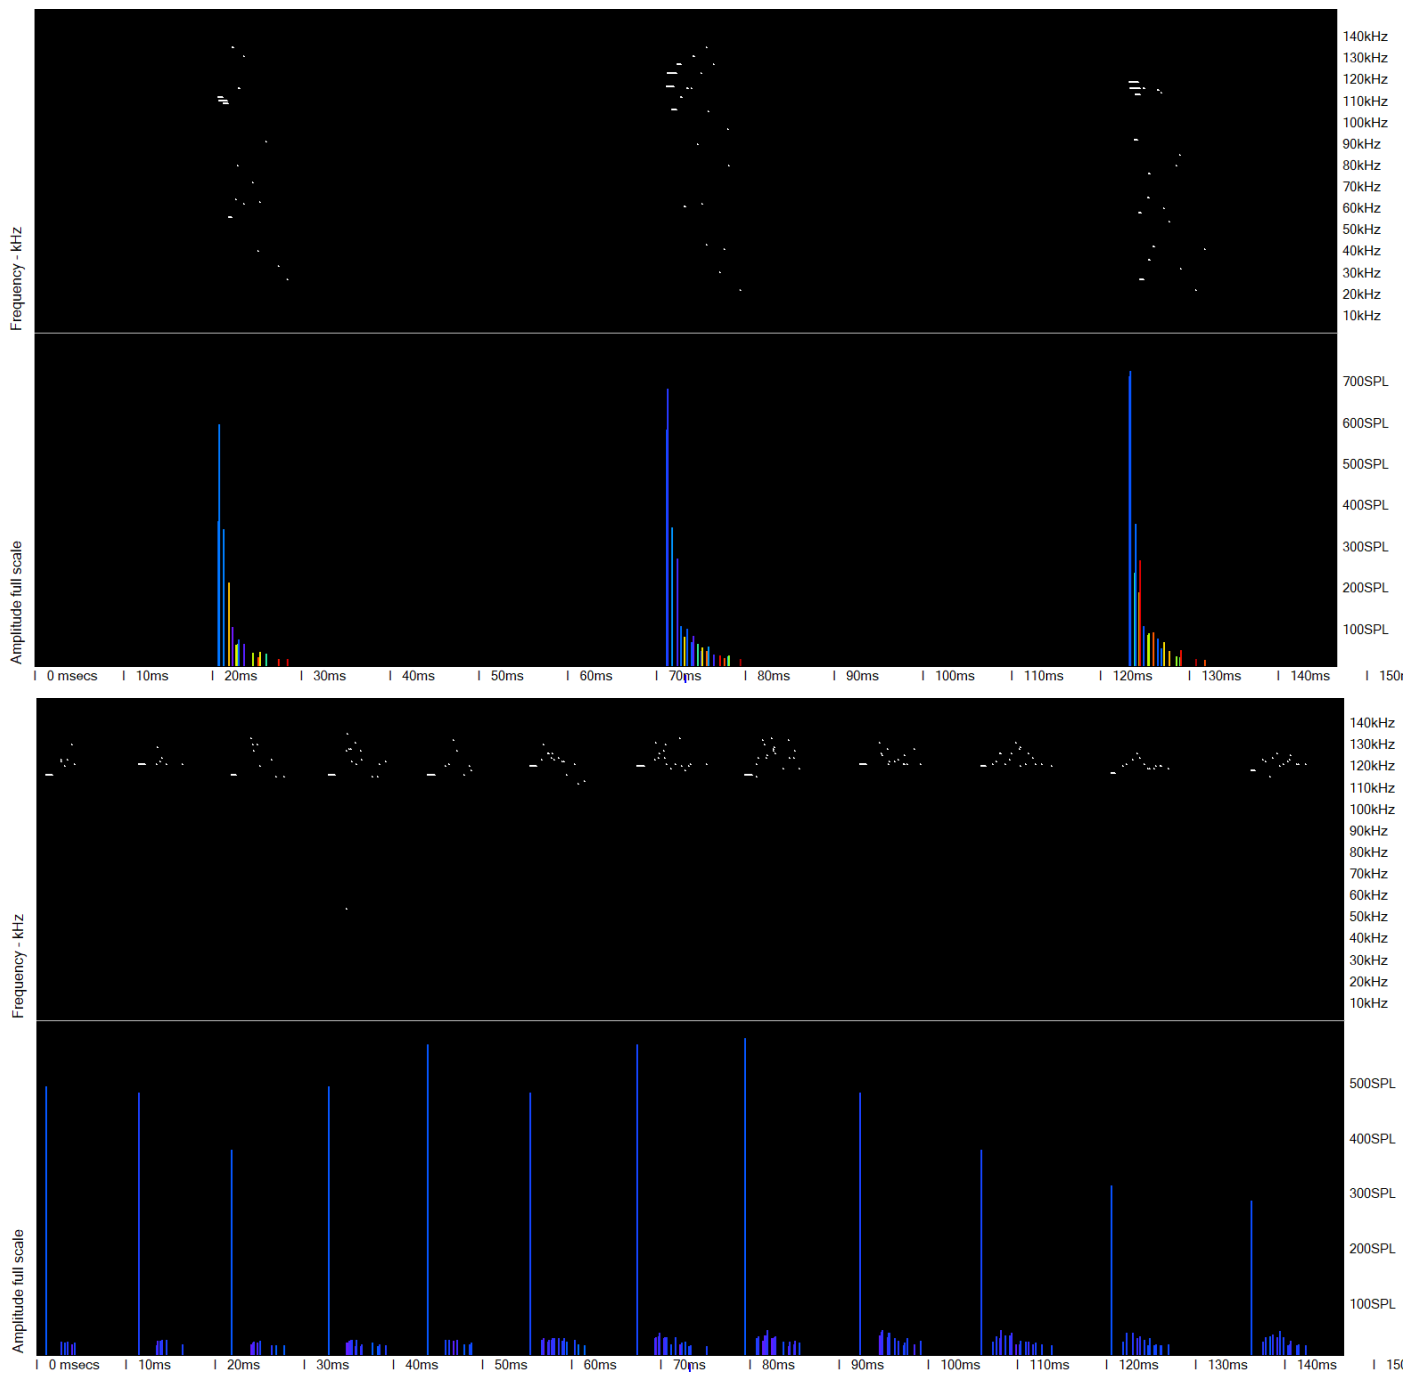 140kHz
130kHz
120kHz
110kHz
100kHz
90kHz
80kHz
70kHz
60kHz
50kHz
40kHz
30kHz
20kHz
10kHz
Frequency - kHz
700SPL
600SPL
500SPL
400SPL
300SPL
200SPL
100SPL
Amplitude full scale
0 msecs 10ms 20ms 30ms 40ms 50ms 60ms 70ms 80ms 90ms 100ms 110ms 120ms 130ms 140ms
140kHz
130kHz
120kHz
110kHz
100kHz
90kHz
80kHz
70kHz
60kHz
50kHz
40kHz
30kHz
20kHz
10kHz
Frequency - kHz
500SPL
400SPL
300SPL
200SPL
100SPL
Amplitude full scale
0 msecs 10ms 20ms 30ms 40ms 50ms 60ms 70ms 80ms 90ms 100ms 110ms 120ms 130ms 140ms